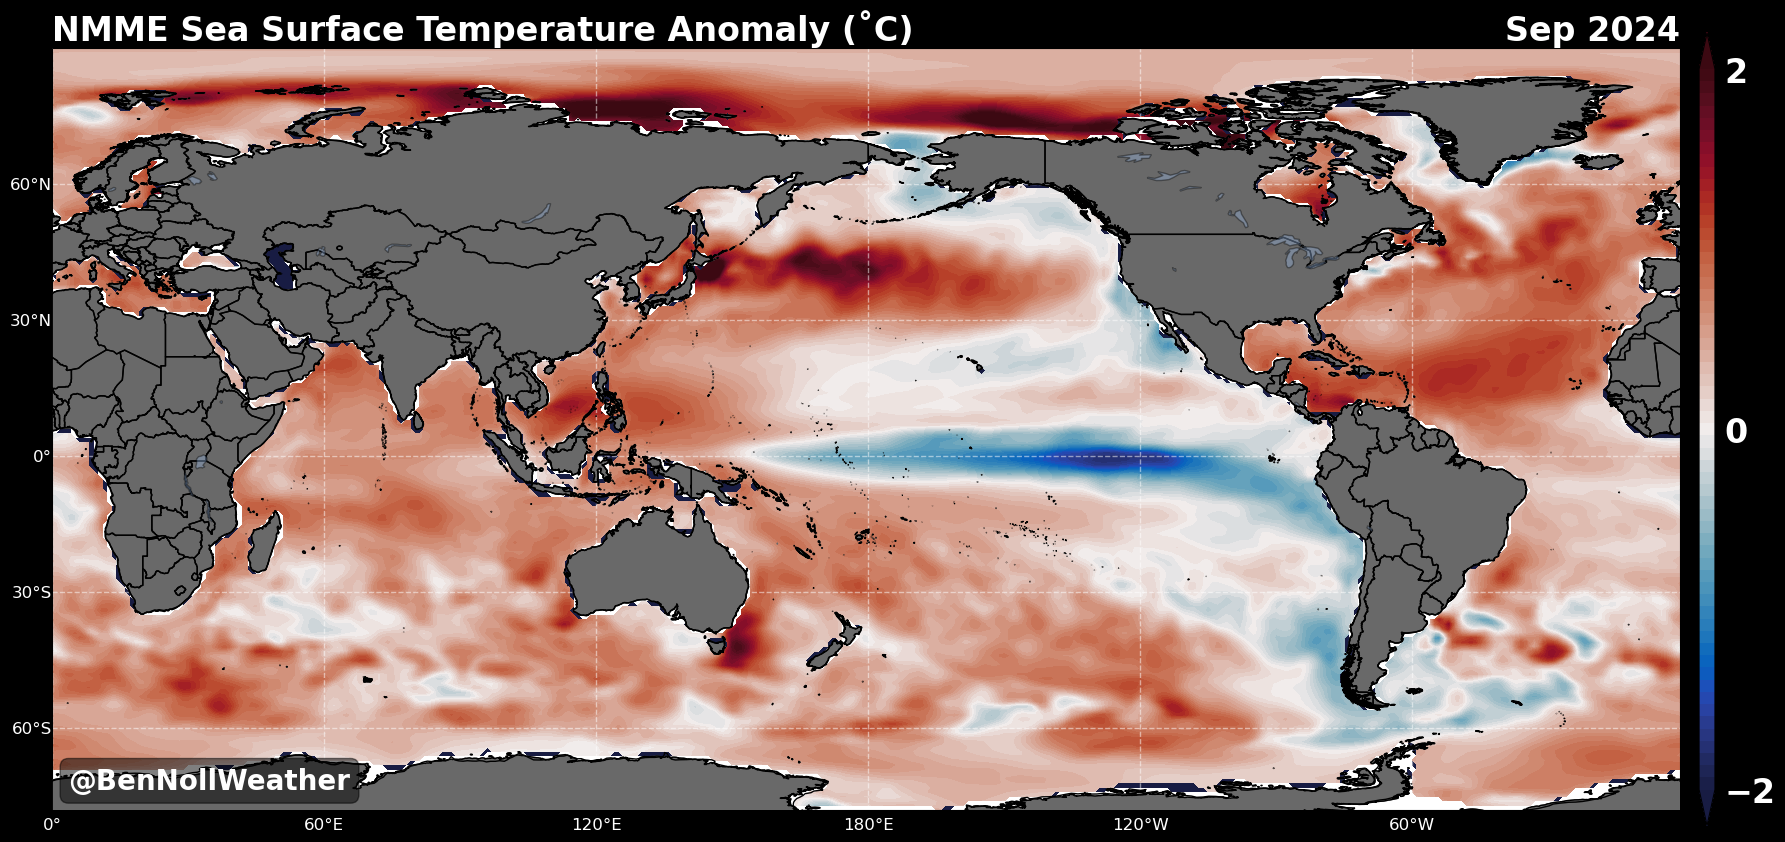 NMME Sea Surface Temperature Anomaly (˚C)
Sep 2024
2
0
−2
60°N
30°N
0°
30°S
60°S
@BenNollWeather
0°
60°E
120°E
180°E
120°W
60°W